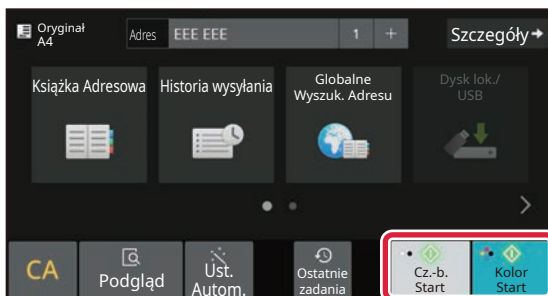 Oryginał
A4
Adres EEE EEE 1 +
Szczegóły
Książka Adresowa
Historia wysyłania
Globalne
Wyszuk. Adresu
Dysk lok./
USB
CA
Podgląd
Ust.
Autom.
Ostatnie
zadania
Cz.-b.
Start
Kolor
Start